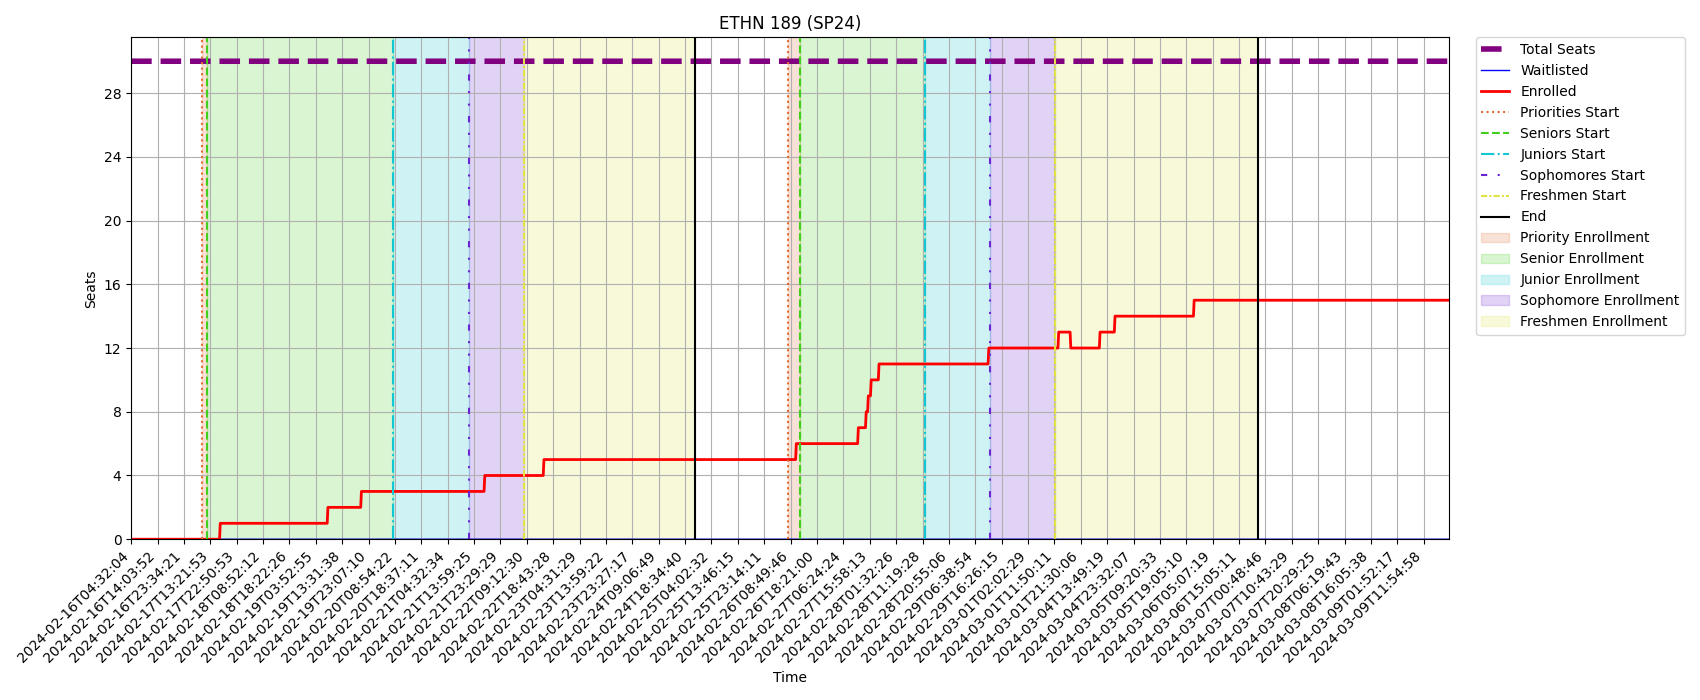 ETHN 189 (SP24)
Total Seats
Waitlisted
Enrolled
Priorities Start
Seniors Start
Juniors Start
Sophomores Start
Freshmen Start
End
Priority Enrollment
Senior Enrollment
Junior Enrollment
Sophomore Enrollment
Freshmen Enrollment
Seats
28
24
20
16
12
8
4
0
2024-02-16T04:32:04
2024-02-16T14:03:52
2024-02-16T23:34:21
2024-02-17T13:21:53
2024-02-17T22:50:53
2024-02-18T08:52:12
2024-02-18T18:22:26
2024-02-19T03:52:55
2024-02-19T13:31:38
2024-02-19T23:07:10
2024-02-20T08:54:22
2024-02-20T18:37:11
2024-02-21T04:32:34
2024-02-21T13:59:25
2024-02-21T23:29:29
2024-02-22T09:12:30
2024-02-22T18:43:28
2024-02-23T04:31:29
2024-02-23T13:59:22
2024-02-23T23:27:17
2024-02-24T09:06:49
2024-02-24T18:34:40
2024-02-25T04:02:32
2024-02-25T13:46:15
2024-02-25T23:14:11
2024-02-26T08:49:46
2024-02-26T18:21:00
2024-02-27T06:24:24
2024-02-27T15:58:13
2024-02-28T01:32:26
2024-02-28T11:19:28
2024-02-28T20:55:06
2024-02-29T06:38:54
2024-02-29T16:26:15
2024-03-01T02:02:29
2024-03-01T11:50:11
2024-03-01T21:30:06
2024-03-04T13:49:19
2024-03-04T23:32:07
2024-03-05T09:20:33
2024-03-05T19:05:10
2024-03-06T05:07:19
2024-03-06T15:05:11
2024-03-07T00:48:46
2024-03-07T10:43:29
2024-03-07T20:29:25
2024-03-08T06:19:43
2024-03-08T16:05:38
2024-03-09T01:52:17
2024-03-09T11:54:58
Time